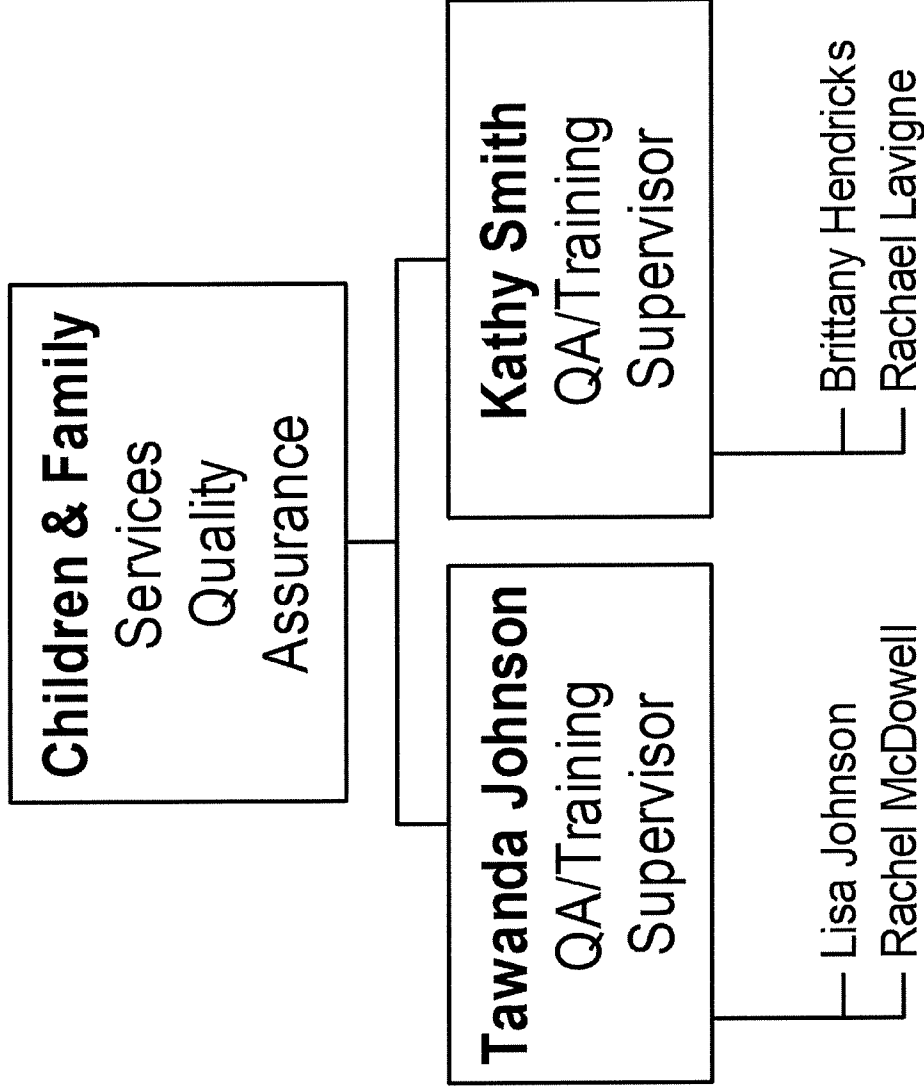 Children & Family
Services
Quality
Assurance
Tawanda Johnson
QA/Training
Supervisor
Lisa Johnson
Rachel McDowell
Kathy Smith
QA/Training
Supervisor
Brittany Hendricks
Rachael Lavigne